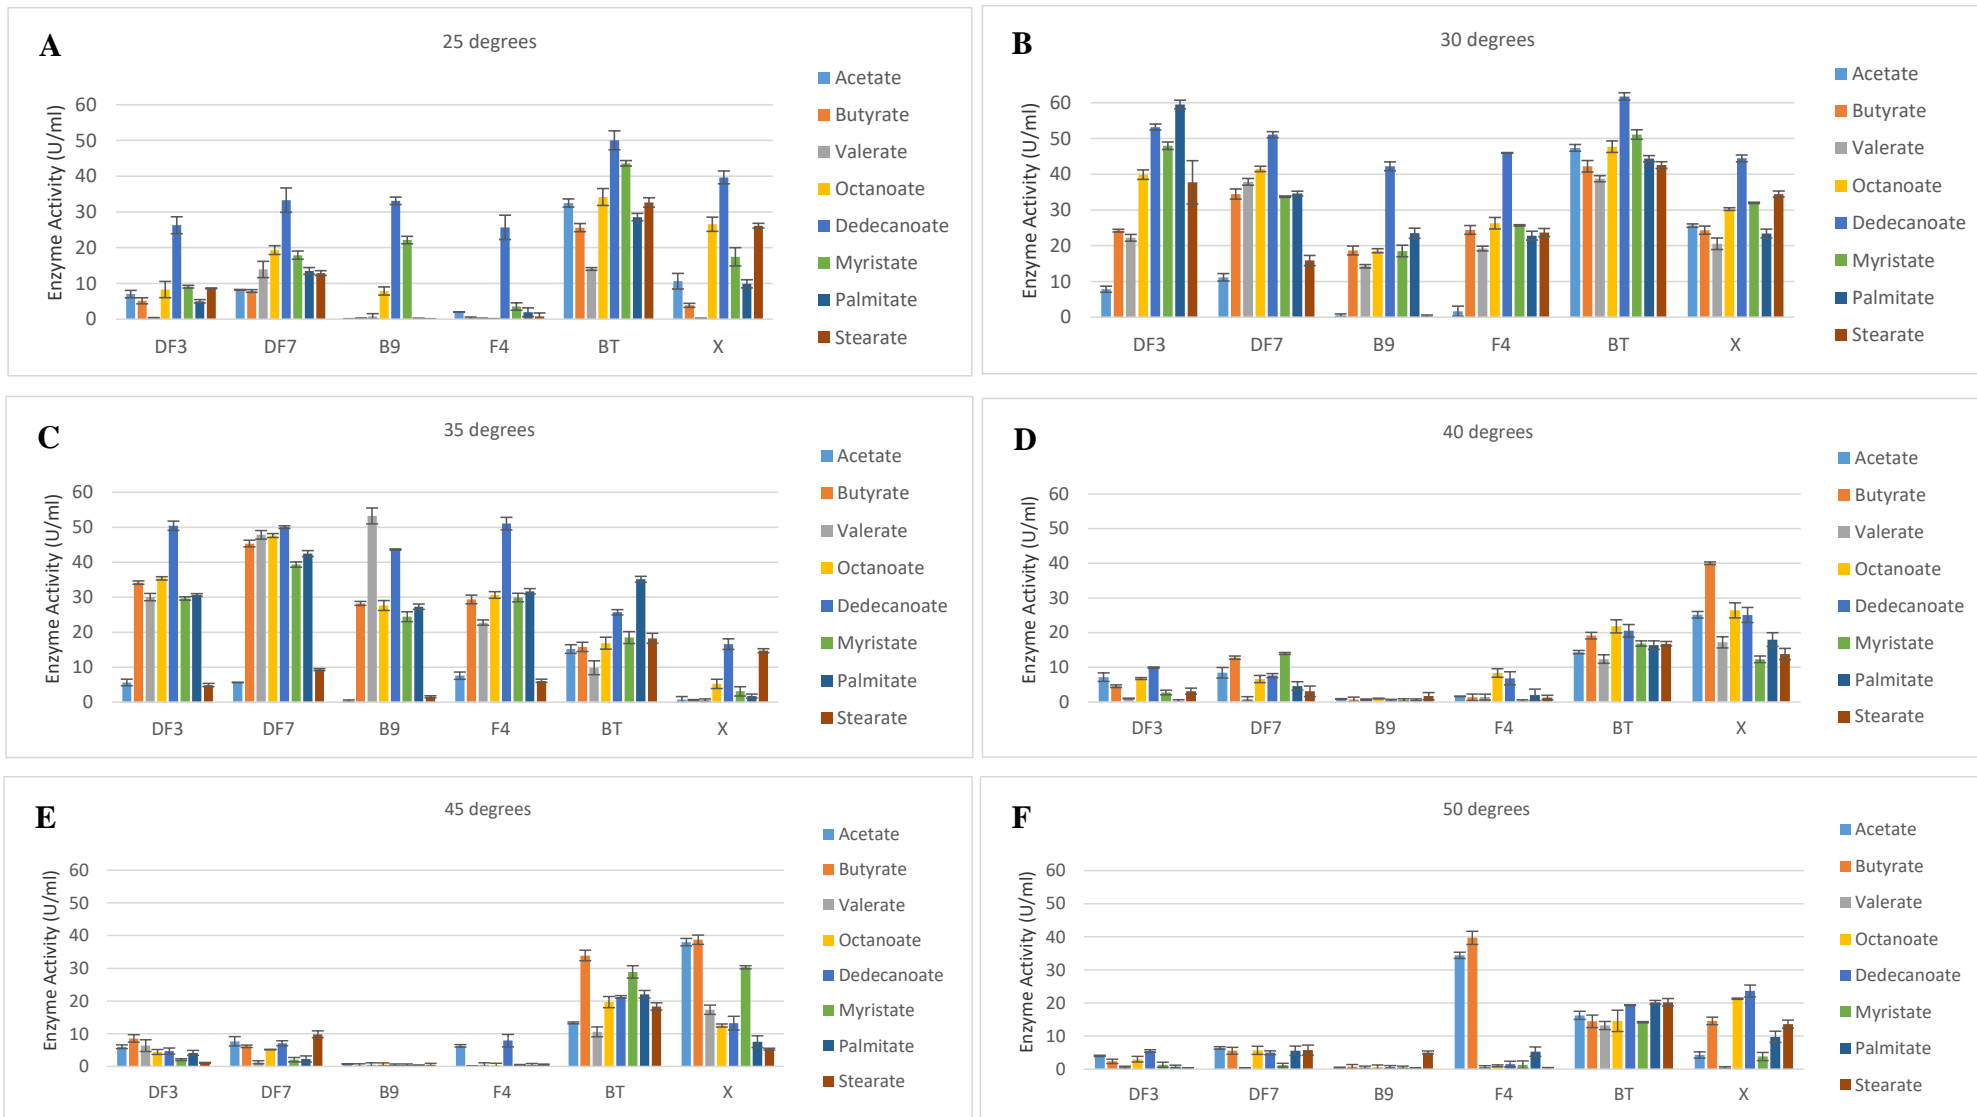 A
25 degrees
Enzyme Activity (U/ml)
60
50
40
30
20
10
0
DF3 DF7 B9 F4 BT X
Acetate
Butyrate
Valerate
Octanoate
Dedecanoate
Myristate
Palmitate
Stearate
B
30 degrees
Enzyme Activity (U/ml)
60
50
40
30
20
10
0
DF3 DF7 B9 F4 BT X
Acetate
Butyrate
Valerate
Octanoate
Dedecanoate
Myristate
Palmitate
Stearate
C
35 degrees
Enzyme Activity (U/ml)
60
50
40
30
20
10
0
DF3 DF7 B9 F4 BT X
Acetate
Butyrate
Valerate
Octanoate
Dedecanoate
Myristate
Palmitate
Stearate
D
40 degrees
Enzyme Activity (U/ml)
60
50
40
30
20
10
0
DF3 DF7 B9 F4 BT X
Acetate
Butyrate
Valerate
Octanoate
Dedecanoate
Myristate
Palmitate
Stearate
E
45 degrees
Enzyme Activity (U/ml)
60
50
40
30
20
10
0
DF3 DF7 B9 F4 BT X
Acetate
Butyrate
Valerate
Octanoate
Dedecanoate
Myristate
Palmitate
Stearate
F
50 degrees
Enzyme Activity (U/ml)
60
50
40
30
20
10
0
DF3 DF7 B9 F4 BT X
Acetate
Butyrate
Valerate
Octanoate
Dedecanoate
Myristate
Palmitate
Stearate